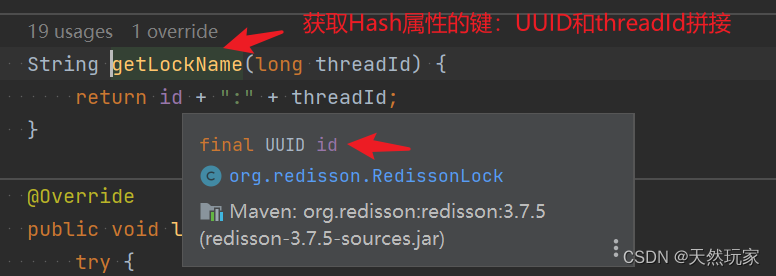 19 usages 1 override
获取Hash属性的键：UUID和threadId拼接
String getLockName(long threadId) {
return id + ":" + threadId;
}
final UUID id
C org.redisson.RedissonLock
Maven: org.redisson:redisson:3.7.5
(redisson-3.7.5-sources.jar)
@Override
public void l
try {
CSDN @天然玩家